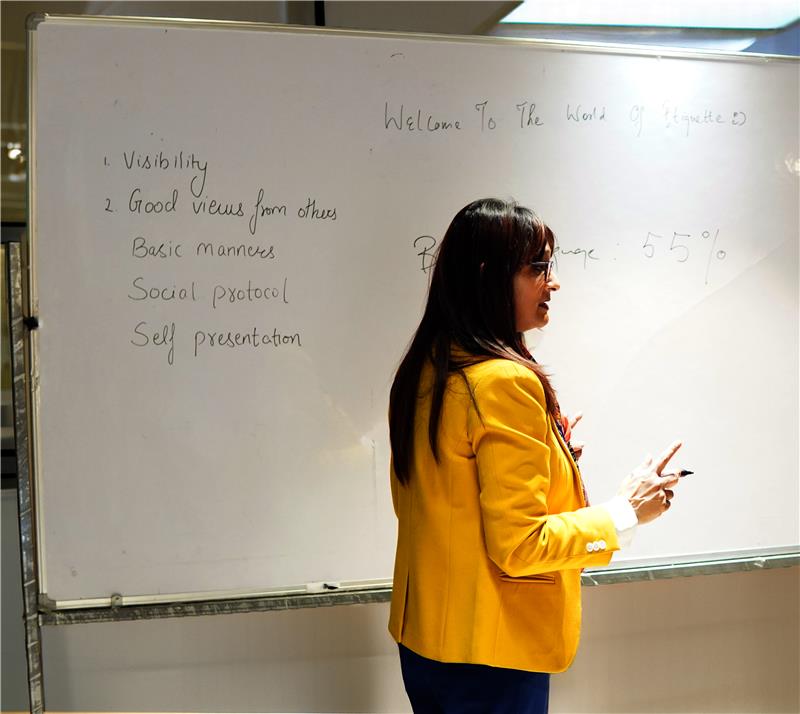 Welcome To The World Of Etiquette :)
1. Visibility
2. Good views from others
Basic manners
Social protocol
Self presentation
: 55%